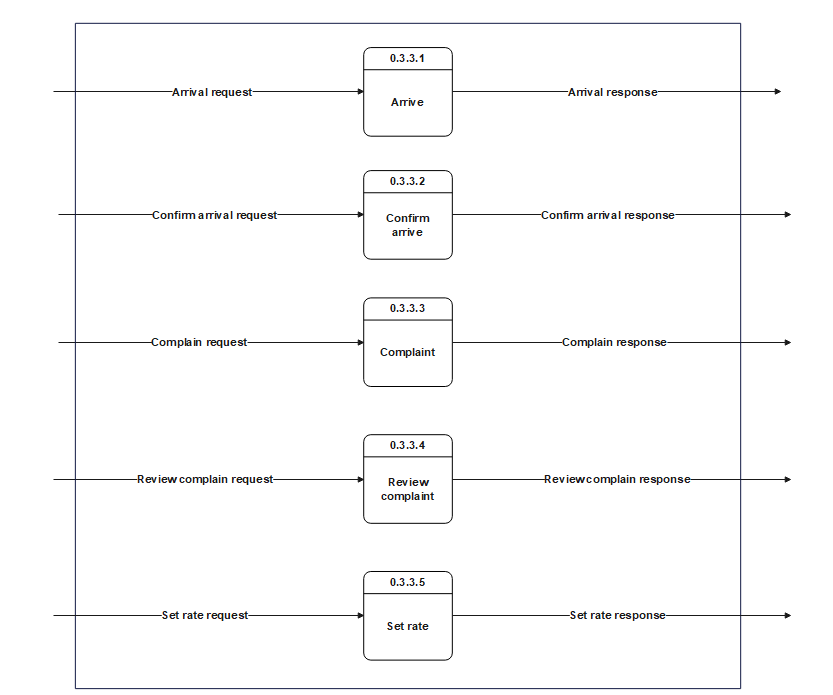 0.3.3.1
Arrival request
Arrive
Arrival response
0.3.3.2
Confirm arrival request
Confirm
arrive
Confirm arrival response
0.3.3.3
Complain request
Complaint
Complain response
0.3.3.4
Review complain request
Review
complaint
Review complain response
0.3.3.5
Set rate request
Set rate
Set rate response